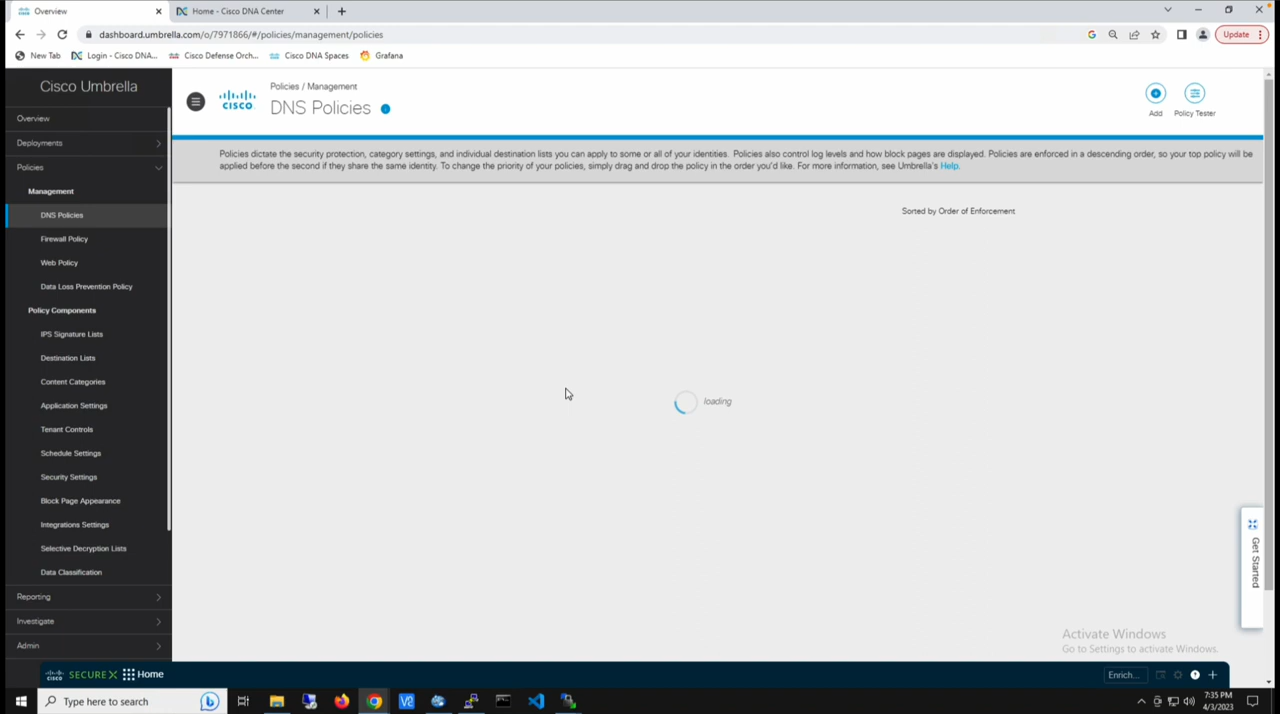 Overview
Home - Cisco DNA Center
dashboard.umbrella.com/o/7971866/#/policies/management/policies
Update
New Tab
Login - Cisco DNA...
Cisco Defense Orch...
Cisco DNA Spaces
Grafana
Cisco Umbrella
Overview
Deployments
Policies
Management
DNS Policies
Firewall Policy
Web Policy
Data Loss Prevention Policy
Policy Components
IPS Signature Lists
Destination Lists
Content Categories
Application Settings
Tenant Controls
Schedule Settings
Security Settings
Block Page Appearance
Integrations Settings
Selective Decryption Lists
Data Classification
Reporting
Investigate
Admin
CISCO
Policies / Management
DNS Policies
Add
Policy Tester
Policies dictate the security protection, category settings, and individual destination lists you can apply to some or all of your identities. Policies also control log levels and how block pages are displayed. Policies are enforced in a descending order, so your top policy will be
applied before the second if they share the same identity. To change the priority of your policies, simply drag and drop the policy in the order you'd like. For more information, see Umbrella's Help.
Sorted by Order of Enforcement
loading
Get Started
Activate Windows
Go to Settings to activate Windows.
CISCO SECUREX Home
Enrich...
Type here to search
7:35 PM
4/3/2023